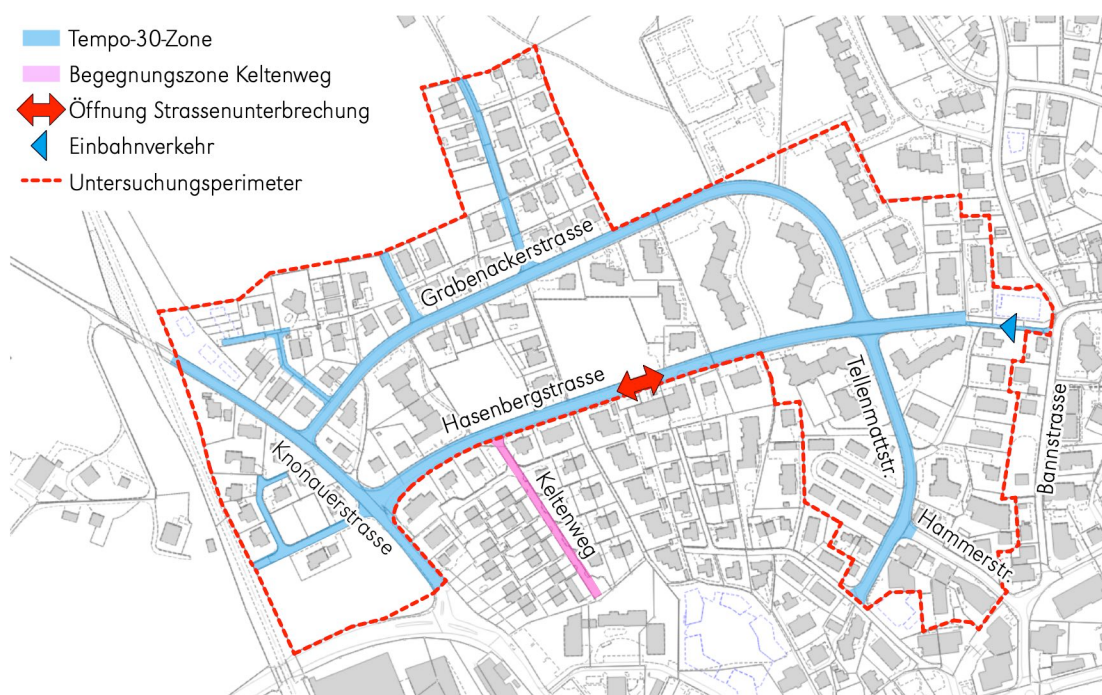 Tempo-30-Zone
Begegnungszone Keltenweg
Öffnung Strassenunterbrechung
Einbahnverkehr
Untersuchungsperimeter
Grabenackerstrasse
Hasenbergstrasse
Knonauerstrasse
Keltenweg
Tellenmattstr.
Bannstrasse
Hammerstr.